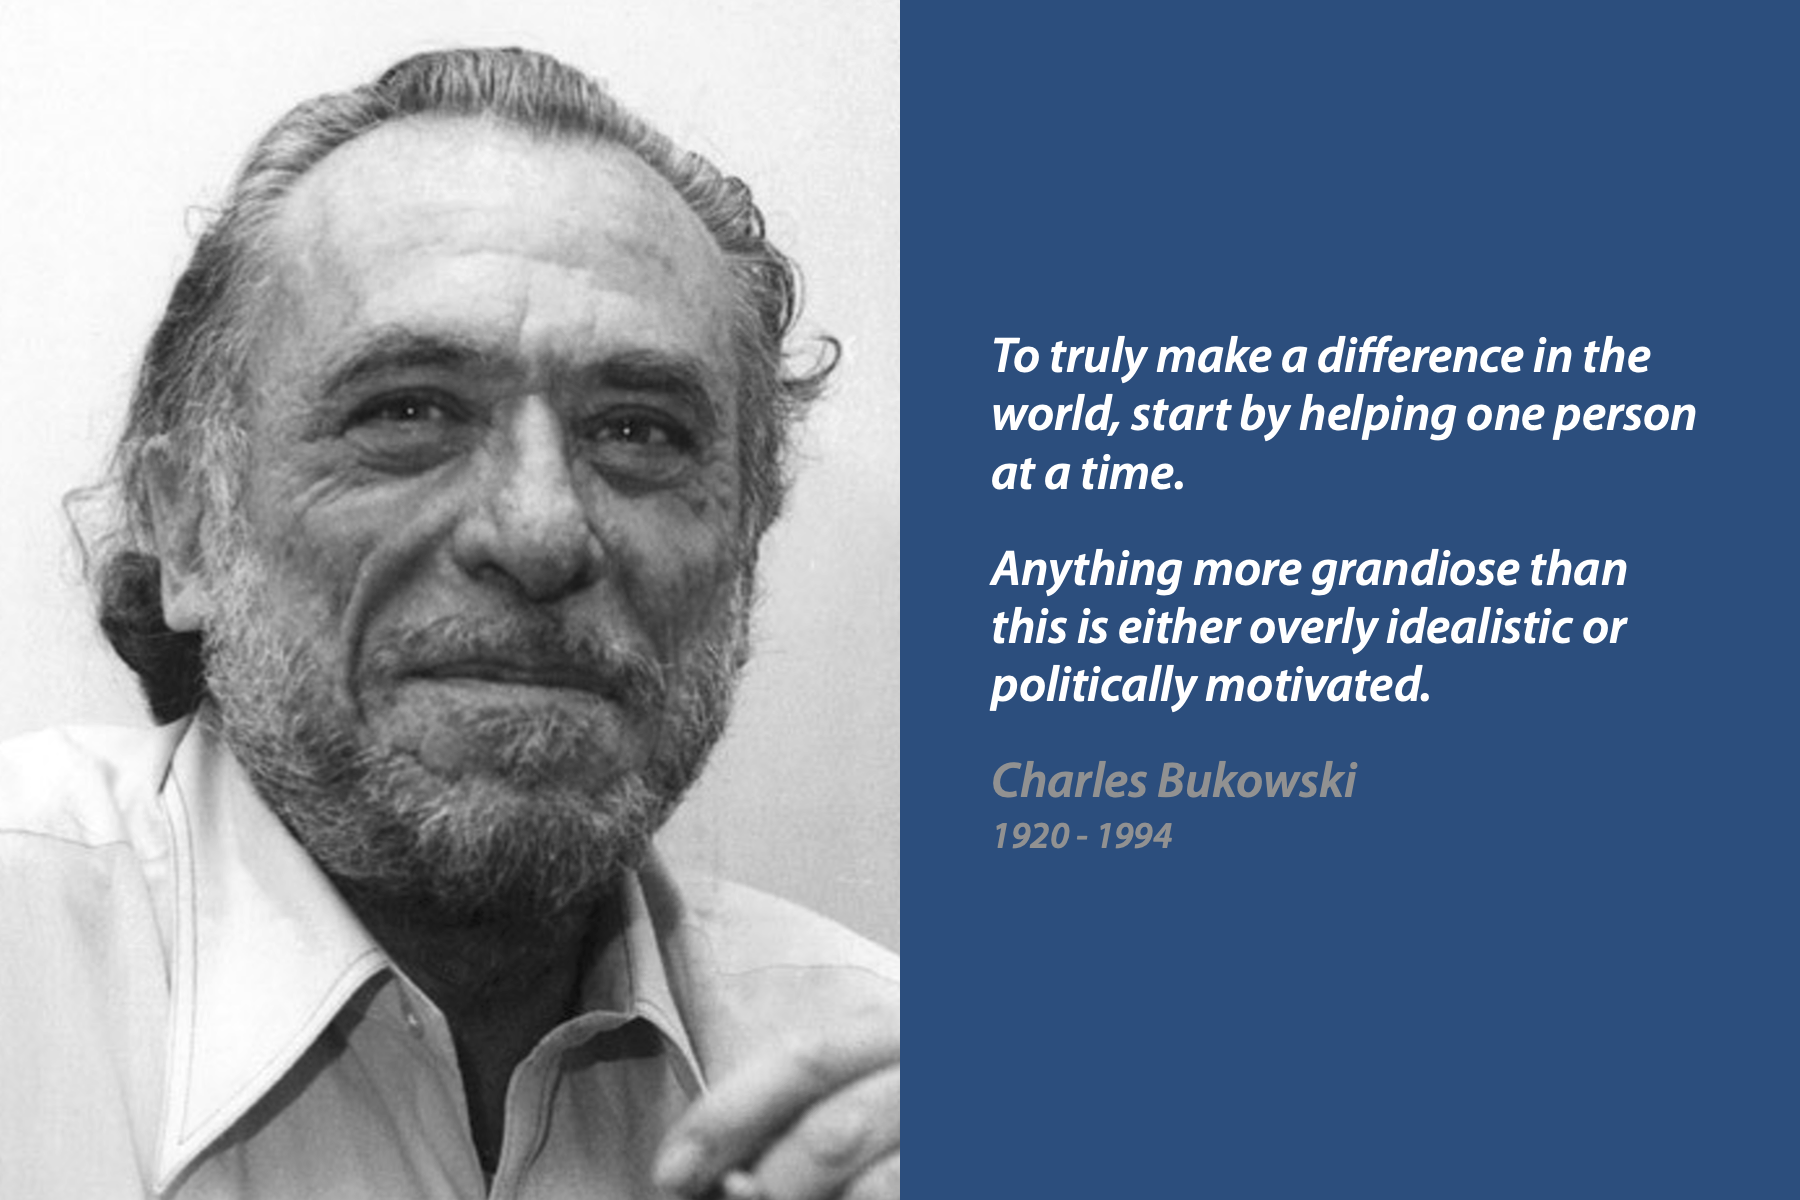 To truly make a difference in the
world, start by helping one person
at a time.
Anything more grandiose than
this is either overly idealistic or
politically motivated.
Charles Bukowski
1920 - 1994